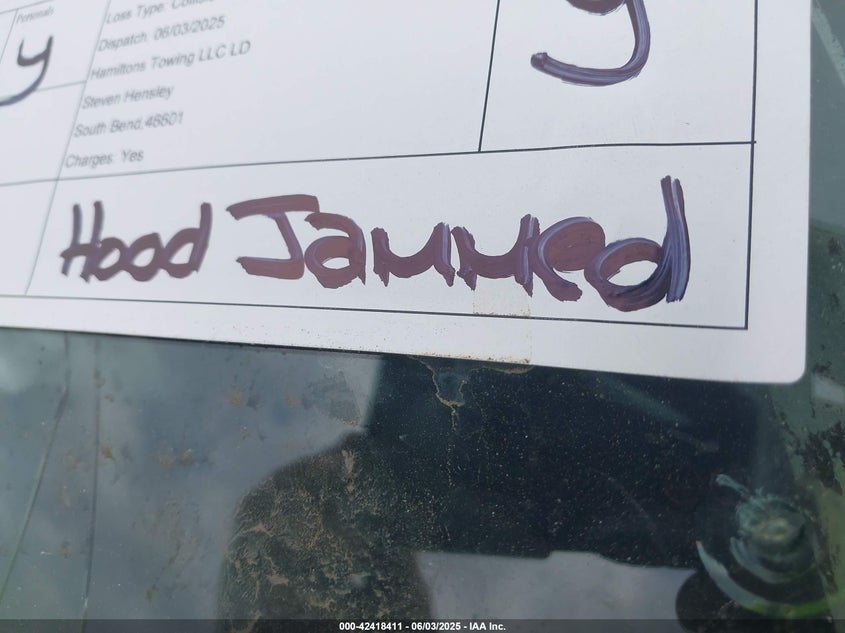 Personals
y
Loss Type: Collis
Dispatch. 06/03/2025
Hamiltons Towing LLC LD
Steven Hensley
South Bend,46601
Charges: Yes
Hood Jammed
000-42418411 - 06/03/2025 - IAA Inc.